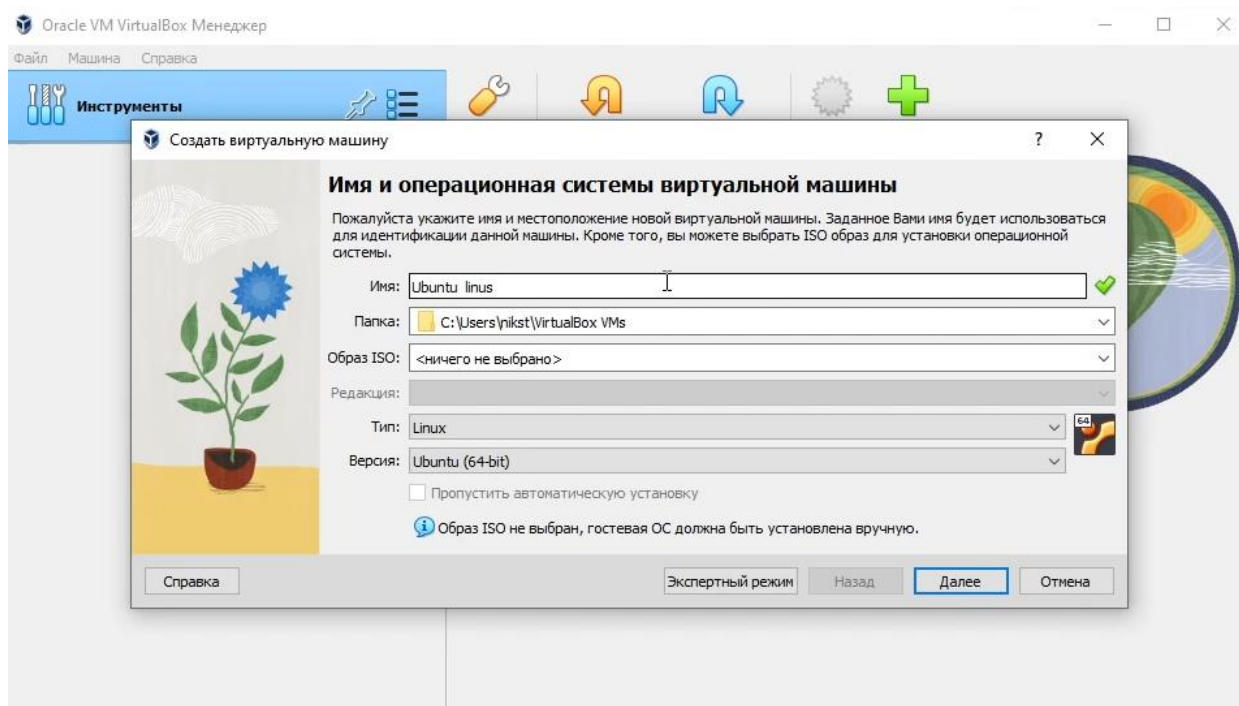 Oracle VM VirtualBox Менеджер
Файл Машина Справка
Инструменты
Создать виртуальную машину
?
Имя и операционная системы виртуальной машины
Пожалуйста укажите имя и местоположение новой виртуальной машины. Заданное Вами имя будет использоваться
для идентификации данной машины. Кроме того, вы можете выбрать ISO образ для установки операционной
системы.
Имя: Ubuntu linus
Папка: C:\Users\nikst\VirtualBox VMs
Образ ISO: <ничего не выбрано>
Редакция:
Тип: Linux
64
Версия: Ubuntu (64-bit)
Пропустить автоматическую установку
Образ ISO не выбран, гостевая ОС должна быть установлена вручную.
Справка Экспертный режим Назад Далее Отмена